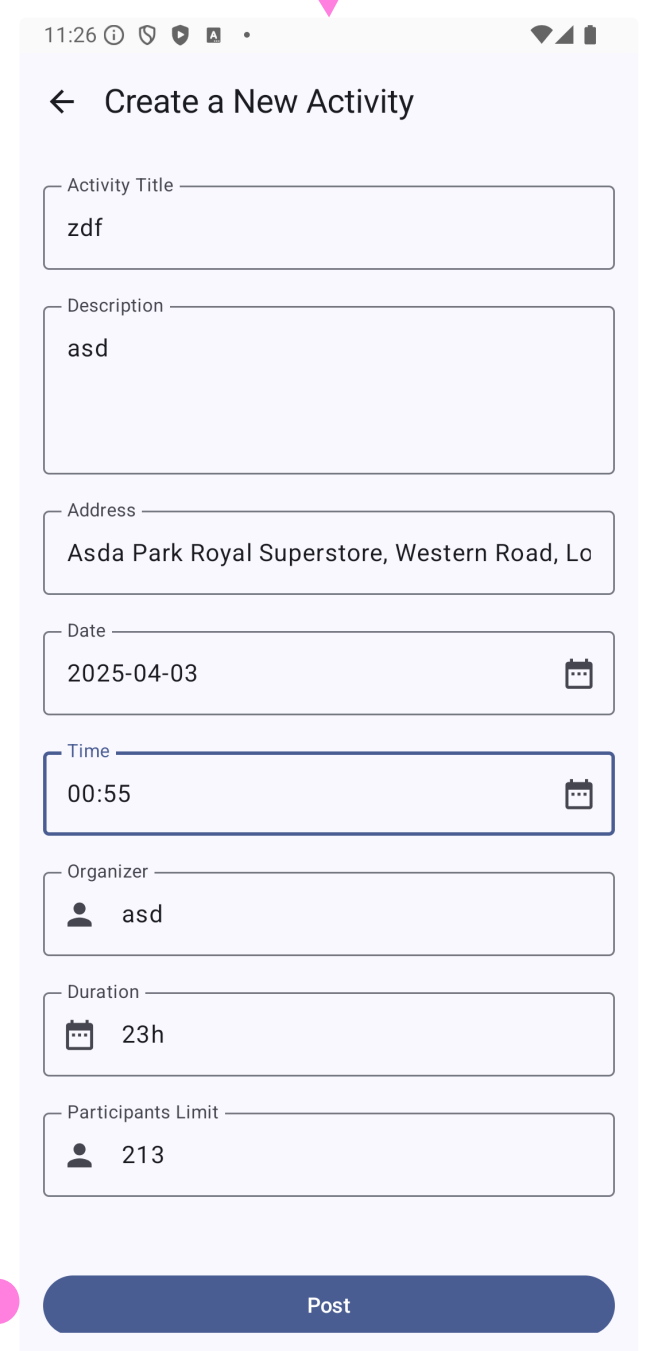 11:26
Create a New Activity
Activity Title
zdf
Description
asd
Address
Asda Park Royal Superstore, Western Road, Lo
Date
2025-04-03
Time
00:55
Organizer
asd
Duration
23h
Participants Limit
213
Post